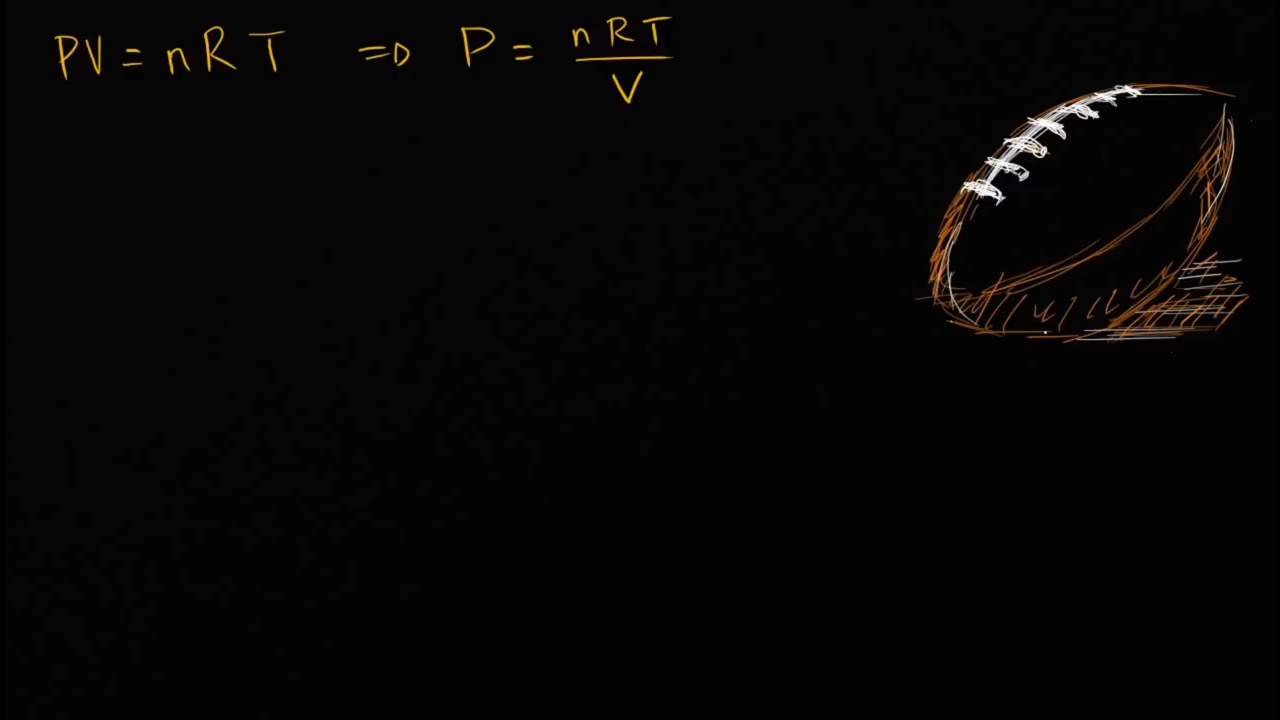 PV = nRT ⇒ P = nRT / V